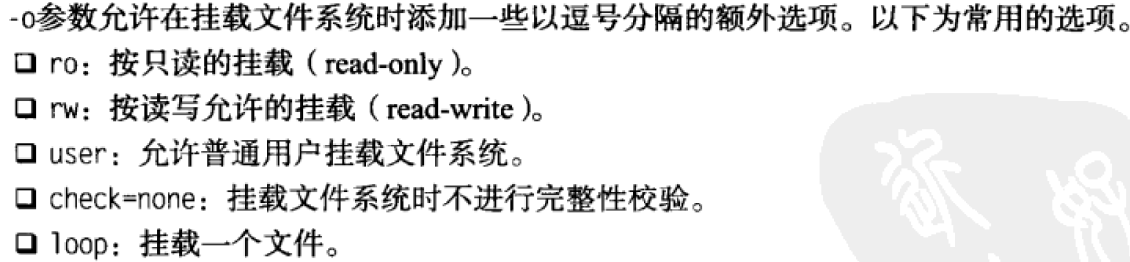 -o参数允许在挂载文件系统时添加一些以逗号分隔的额外选项。以下为常用的选项。
❑ ro：按只读的挂载（read-only）。
❑ rw：按读写允许的挂载（read-write）。
❑ user：允许普通用户挂载文件系统。
❑ check=none：挂载文件系统时不进行完整性校验。
❑ loop：挂载一个文件。